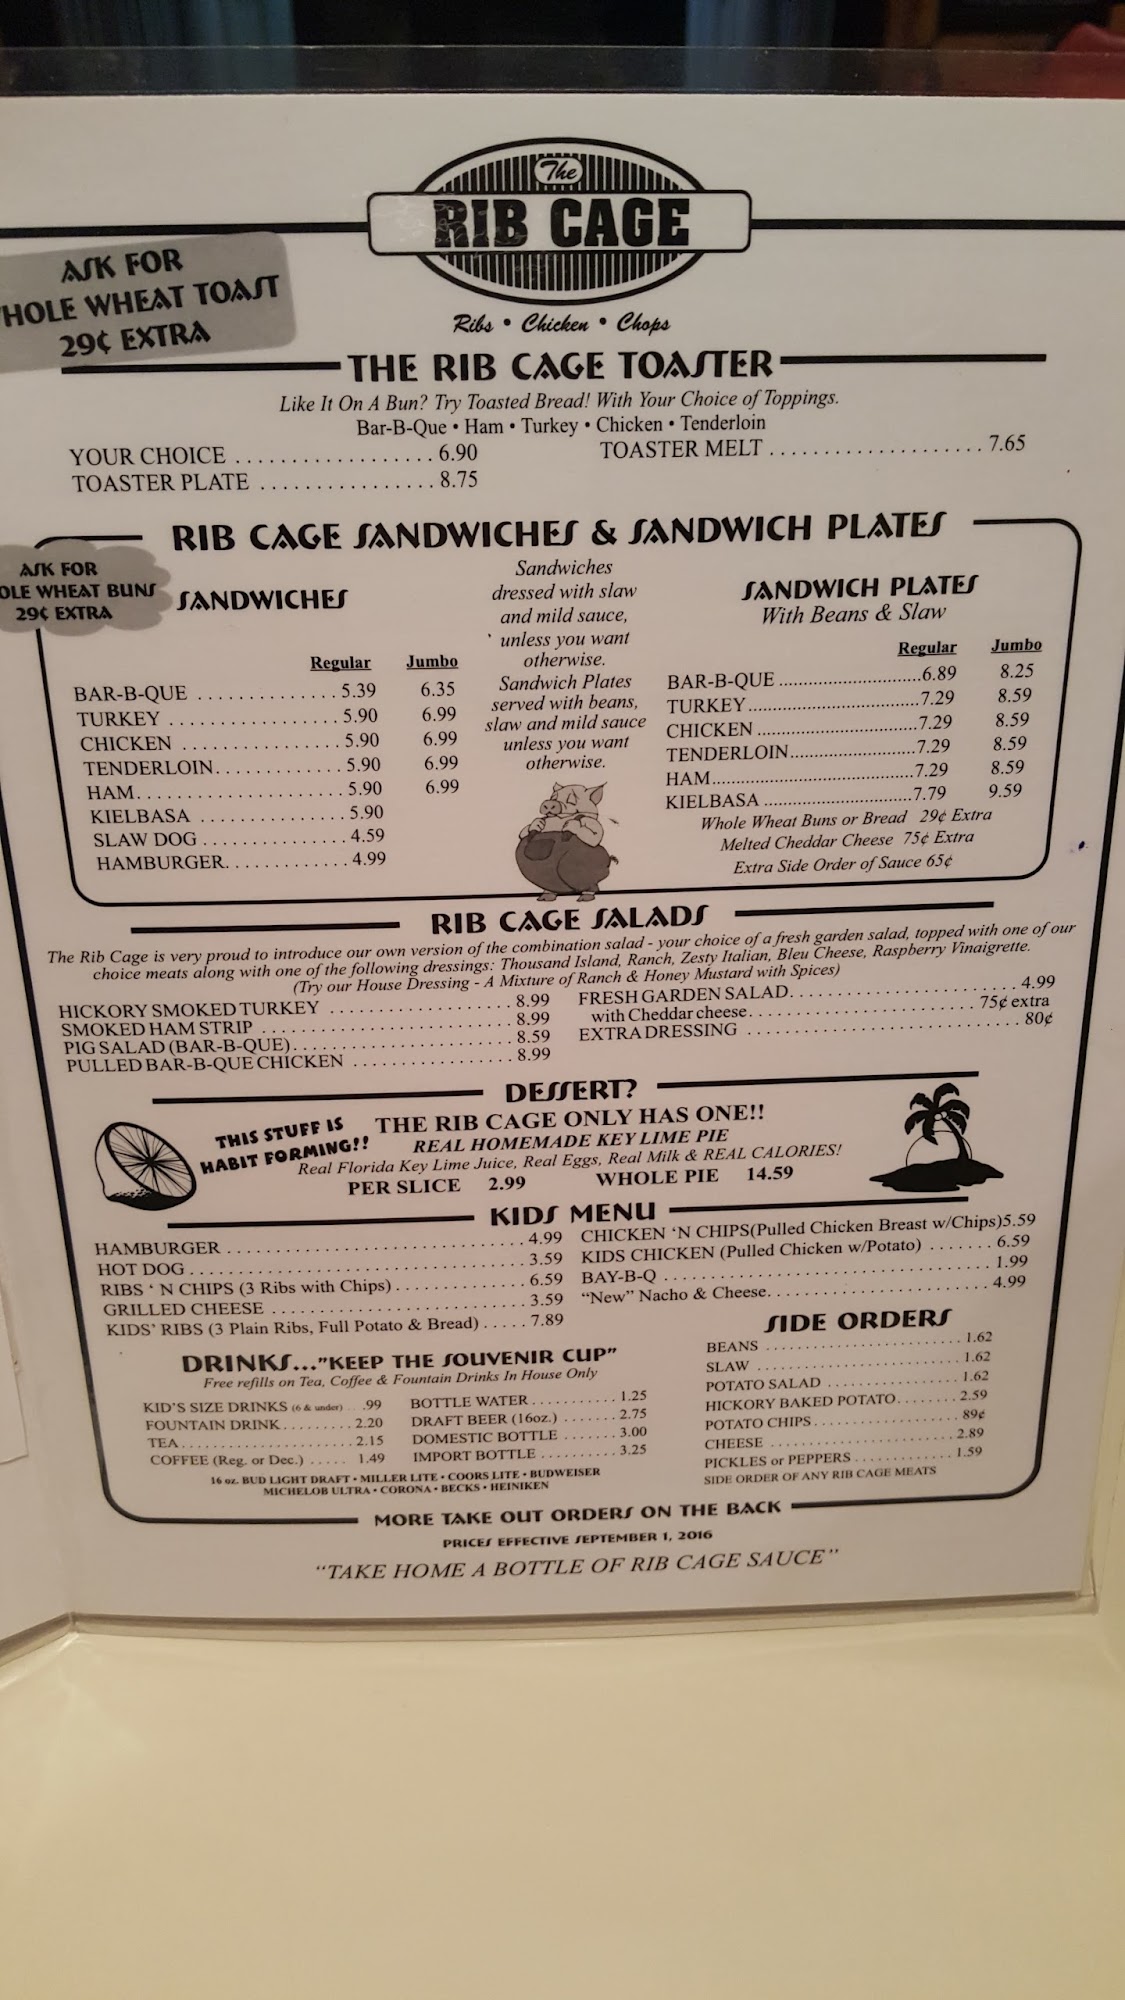 The
RIB CAGE
Ribs • Chicken • Chops
ASK FOR
HOLE WHEAT TOAST
29¢ EXTRA
THE RIB CAGE TOASTER
Like It On A Bun? Try Toasted Bread! With Your Choice of Toppings.
Bar-B-Que • Ham • Turkey • Chicken • Tenderloin
YOUR CHOICE . . . . . . . . . . . . . . . . . . 6.90
TOASTER PLATE . . . . . . . . . . . . . . . . 8.75
TOASTER MELT . . . . . . . . . . . . . . . . . . . . 7.65
RIB CAGE SANDWICHES & SANDWICH PLATES
ASK FOR
OLE WHEAT BUNS
29¢ EXTRA
SANDWICHES
Regular Jumbo
BAR-B-QUE . . . . . . . . . . . . . 5.39 6.35
TURKEY . . . . . . . . . . . . . . . . 5.90 6.99
CHICKEN . . . . . . . . . . . . . . . 5.90 6.99
TENDERLOIN. . . . . . . . . . . . 5.90 6.99
HAM. . . . . . . . . . . . . . . . . . . . 5.90 6.99
KIELBASA . . . . . . . . . . . . . . 5.90
SLAW DOG . . . . . . . . . . . . . . 4.59
HAMBURGER. . . . . . . . . . . . 4.99
Sandwiches
dressed with slaw
and mild sauce,
unless you want
otherwise.
Sandwich Plates
served with beans,
slaw and mild sauce
unless you want
otherwise.
SANDWICH PLATES
With Beans & Slaw
Regular Jumbo
BAR-B-QUE ............................6.89 8.25
TURKEY...................................7.29 8.59
CHICKEN .................................7.29 8.59
TENDERLOIN..........................7.29 8.59
HAM.........................................7.29 8.59
KIELBASA ..............................7.79 9.59
Whole Wheat Buns or Bread 29¢ Extra
Melted Cheddar Cheese 75¢ Extra
Extra Side Order of Sauce 65¢
RIB CAGE SALADS
The Rib Cage is very proud to introduce our own version of the combination salad - your choice of a fresh garden salad, topped with one of our
choice meats along with one of the following dressings: Thousand Island, Ranch, Zesty Italian, Bleu Cheese, Raspberry Vinaigrette.
(Try our House Dressing - A Mixture of Ranch & Honey Mustard with Spices)
HICKORY SMOKED TURKEY . . . . . . . . . . . . . . . . . 8.99
SMOKED HAM STRIP . . . . . . . . . . . . . . . . . . . . . . . 8.99
PIG SALAD (BAR-B-QUE). . . . . . . . . . . . . . . . . . . . 8.59
PULLED BAR-B-QUE CHICKEN . . . . . . . . . . . . . . . 8.99
FRESH GARDEN SALAD. . . . . . . . . . . . . . . . . . . . 4.99
with Cheddar cheese. . . . . . . . . . . . . . . . . . . . 75¢ extra
EXTRA DRESSING . . . . . . . . . . . . . . . . . . . . . . . . 80¢
DESSERT?
THIS STUFF IS
HABIT FORMING!!
THE RIB CAGE ONLY HAS ONE!!
REAL HOMEMADE KEY LIME PIE
Real Florida Key Lime Juice, Real Eggs, Real Milk & REAL CALORIES!
PER SLICE 2.99 WHOLE PIE 14.59
KIDS MENU
HAMBURGER . . . . . . . . . . . . . . . . . . . . . . . . . . 4.99
HOT DOG . . . . . . . . . . . . . . . . . . . . . . . . . . . . . 3.59
RIBS ‘ N CHIPS (3 Ribs with Chips) . . . . . . . . . . . 6.59
GRILLED CHEESE . . . . . . . . . . . . . . . . . . . . . . 3.59
KIDS' RIBS (3 Plain Ribs, Full Potato & Bread) . . . . . 7.89
CHICKEN ‘N CHIPS(Pulled Chicken Breast w/Chips)5.59
KIDS CHICKEN (Pulled Chicken w/Potato) . . . . . . . 6.59
BAY-B-Q . . . . . . . . . . . . . . . . . . . . . . . . . . . . . 1.99
“New” Nacho & Cheese. . . . . . . . . . . . . . . . . . . . 4.99
DRINKS..."KEEP THE SOUVENIR CUP"
Free refills on Tea, Coffee & Fountain Drinks In House Only
KID'S SIZE DRINKS (6 & under) . . .99
FOUNTAIN DRINK. . . . . . . . . 2.20
TEA. . . . . . . . . . . . . . . . . . . . . 2.15
COFFEE (Reg. or Dec.) . . . . . 1.49
BOTTLE WATER . . . . . . . . . . . 1.25
DRAFT BEER (16oz.) . . . . . . . 2.75
DOMESTIC BOTTLE . . . . . . . 3.00
IMPORT BOTTLE . . . . . . . . . . 3.25
16 oz. BUD LIGHT DRAFT • MILLER LITE • COORS LITE • BUDWEISER
MICHELOB ULTRA • CORONA • BECKS • HEINIKEN
SIDE ORDERS
BEANS . . . . . . . . . . . . . . . . . . . . . 1.62
SLAW . . . . . . . . . . . . . . . . . . . . . . 1.62
POTATO SALAD . . . . . . . . . . . . . . 1.62
HICKORY BAKED POTATO. . . . . . . 2.59
POTATO CHIPS. . . . . . . . . . . . . . . 89¢
CHEESE . . . . . . . . . . . . . . . . . . . . 2.89
PICKLES or PEPPERS . . . . . . . . . . 1.59
SIDE ORDER OF ANY RIB CAGE MEATS
MORE TAKE OUT ORDERS ON THE BACK
PRICES EFFECTIVE SEPTEMBER 1, 2016
“TAKE HOME A BOTTLE OF RIB CAGE SAUCE”